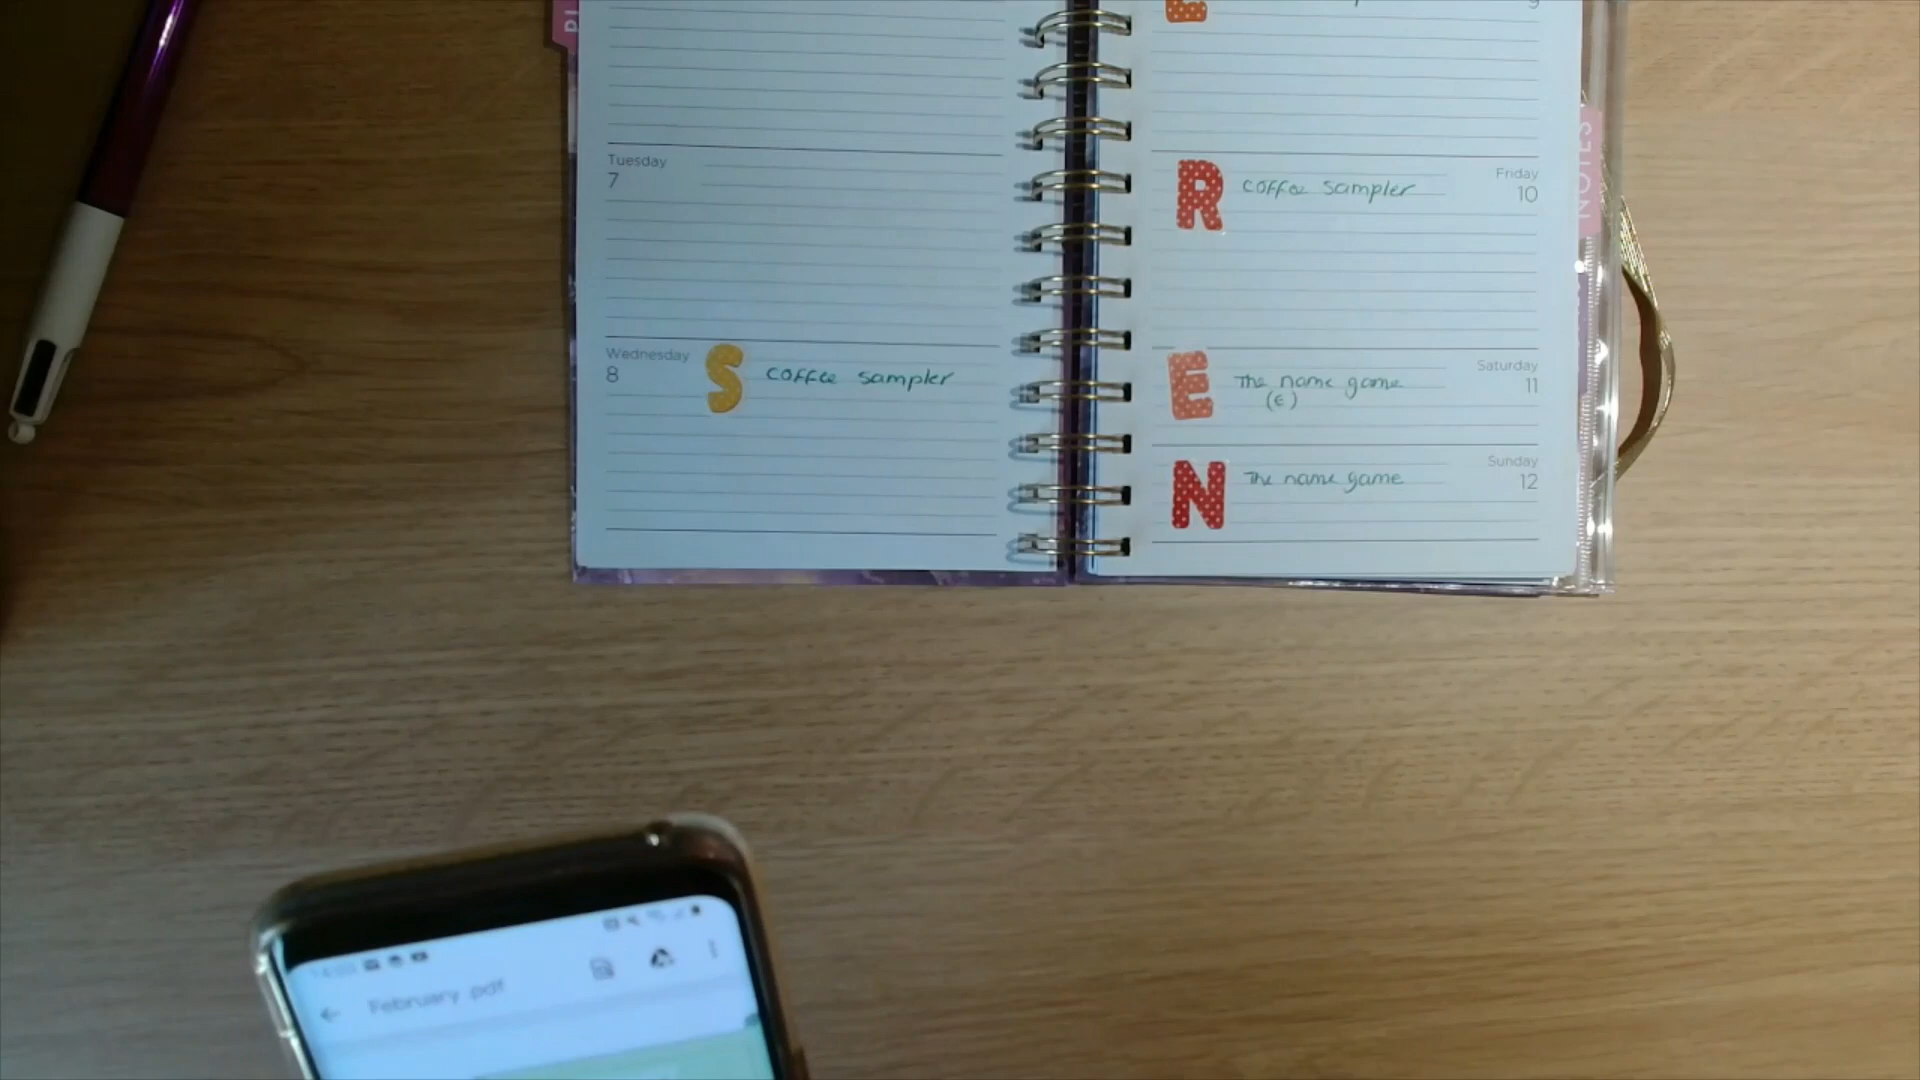 Tuesday
7
Wednesday
8
S
coffee sampler
9
R
coffee sampler
Friday
10
E
The name game
(E)
Saturday
11
N
The name game
Sunday
12
NOTES
February .pdf